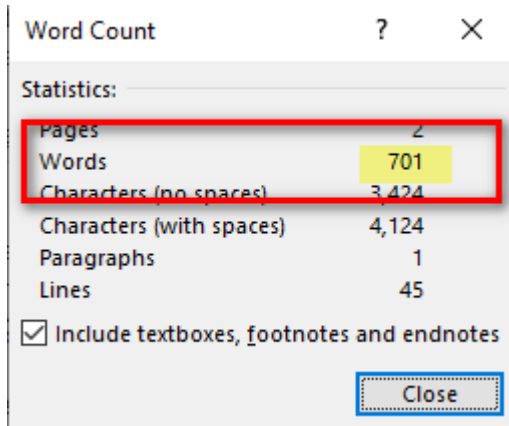 Word Count ? ×
Statistics:
Pages 2
Words 701
Characters (no spaces) 3,424
Characters (with spaces) 4,124
Paragraphs 1
Lines 45
Include textboxes, footnotes and endnotes
Close